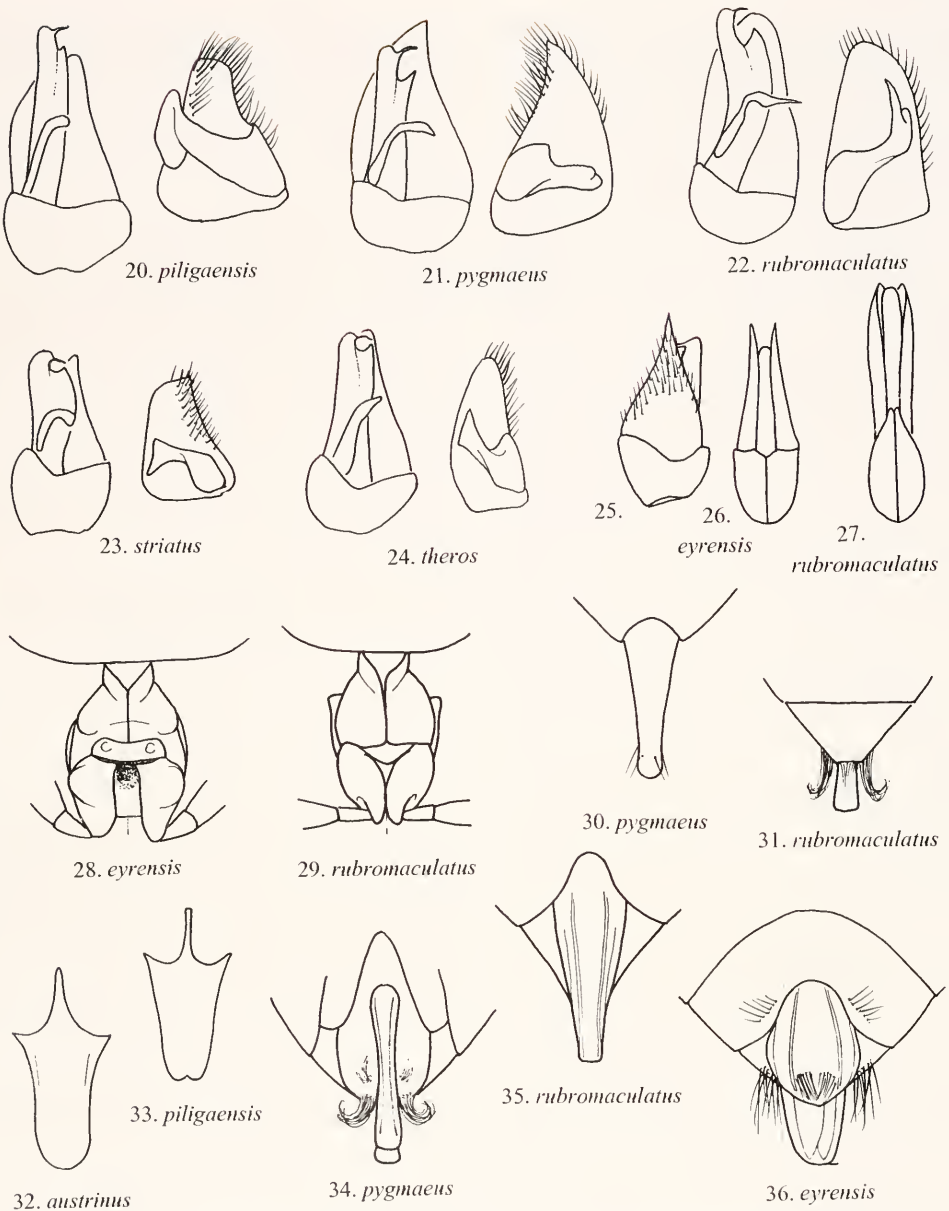 20. piligaensis
21. pygmaeus
22. rubromaculatus
23. striatus
24. theros
25.
26.
eyrensis
27.
rubromaculatus
28. eyrensis
29. rubromaculatus
30. pygmaeus
31. rubromaculatus
32. austrinus
33. piligaensis
34. pygmaeus
35. rubromaculatus
36. eyrensis